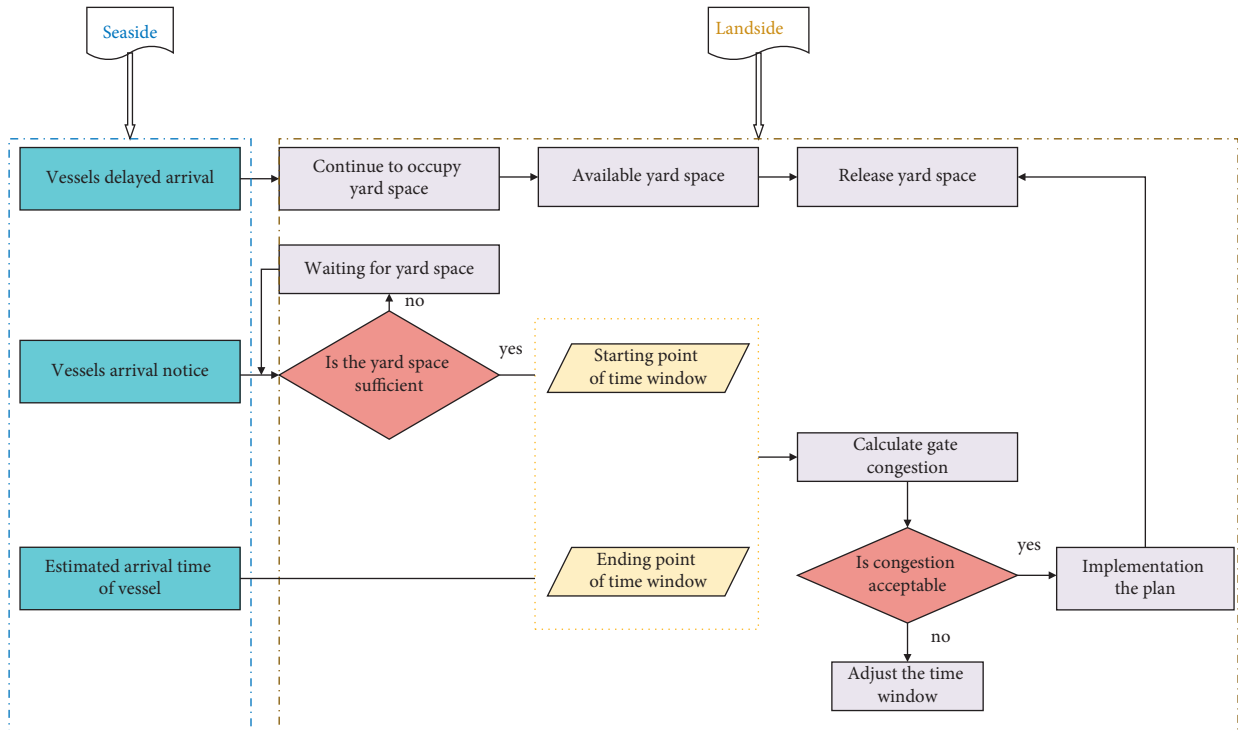 Seaside
Landside
Vessels delayed arrival
Continue to occupy
yard space
Available yard space
Release yard space
Waiting for yard space
no
Vessels arrival notice
Is the yard space
sufficient
yes
Starting point
of time window
Calculate gate
congestion
Estimated arrival time
of vessel
Ending point
of time window
Is congestion
acceptable
yes
Implementation
the plan
no
Adjust the time
window